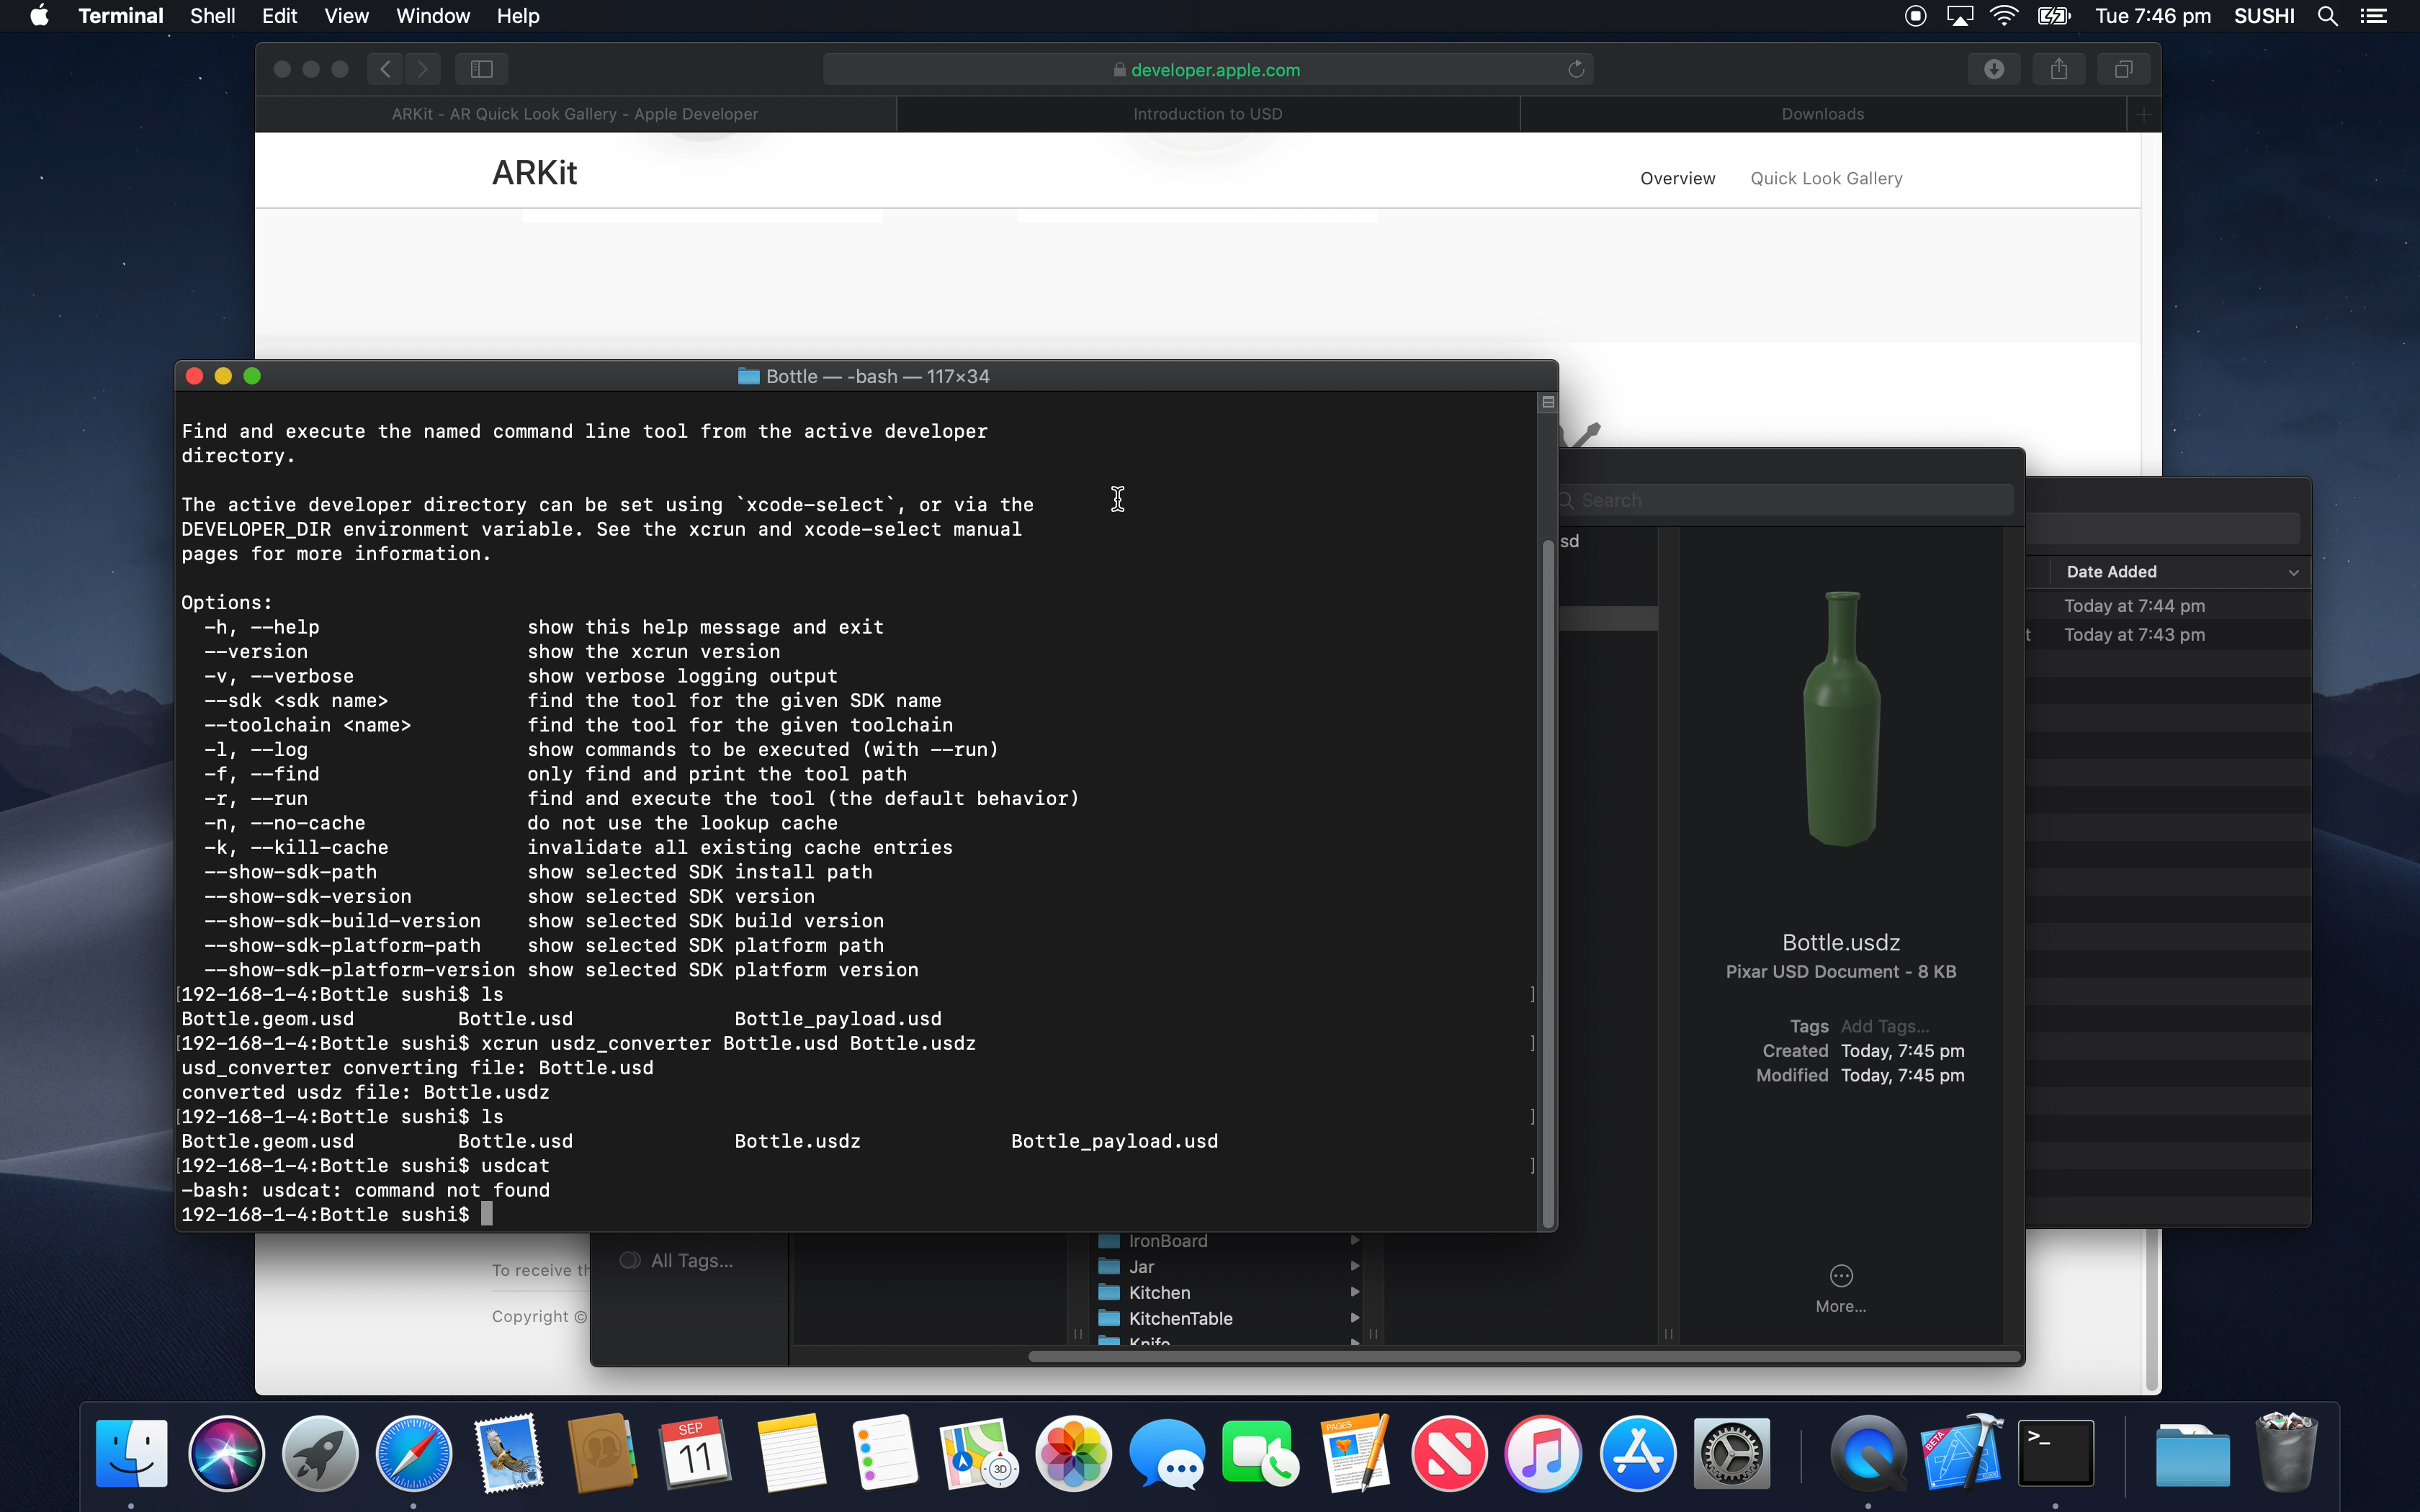 Terminal Shell Edit View Window Help
Tue 7:46 pm SUSHI
developer.apple.com
ARKit - AR Quick Look Gallery - Apple Developer
Introduction to USD
Downloads
ARKit
Overview Quick Look Gallery
Bottle — -bash — 117×34
Find and execute the named command line tool from the active developer
directory.
The active developer directory can be set using `xcode-select`, or via the
DEVELOPER_DIR environment variable. See the xcrun and xcode-select manual
pages for more information.
Options:
-h, --help show this help message and exit
--version show the xcrun version
-v, --verbose show verbose logging output
--sdk <sdk name> find the tool for the given SDK name
--toolchain <name> find the tool for the given toolchain
-l, --log show commands to be executed (with --run)
-f, --find only find and print the tool path
-r, --run find and execute the tool (the default behavior)
-n, --no-cache do not use the lookup cache
-k, --kill-cache invalidate all existing cache entries
--show-sdk-path show selected SDK install path
--show-sdk-version show selected SDK version
--show-sdk-build-version show selected SDK build version
--show-sdk-platform-path show selected SDK platform path
--show-sdk-platform-version show selected SDK platform version
[192-168-1-4:Bottle sushi$ ls ]
Bottle.geom.usd Bottle.usd Bottle_payload.usd
[192-168-1-4:Bottle sushi$ xcrun usdz_converter Bottle.usd Bottle.usdz ]
usd_converter converting file: Bottle.usd
converted usdz file: Bottle.usdz
[192-168-1-4:Bottle sushi$ ls ]
Bottle.geom.usd Bottle.usd Bottle.usdz Bottle_payload.usd
[192-168-1-4:Bottle sushi$ usdcat ]
-bash: usdcat: command not found
192-168-1-4:Bottle sushi$
Search
sd
Bottle.usdz
Pixar USD Document - 8 KB
Tags Add Tags...
Created Today, 7:45 pm
Modified Today, 7:45 pm
More...
Date Added
Today at 7:44 pm
t Today at 7:43 pm
All Tags...
IronBoard
Jar
Kitchen
KitchenTable
Knife
To receive th
Copyright ©
SEP
11
3D
PAGES
BETA
>_